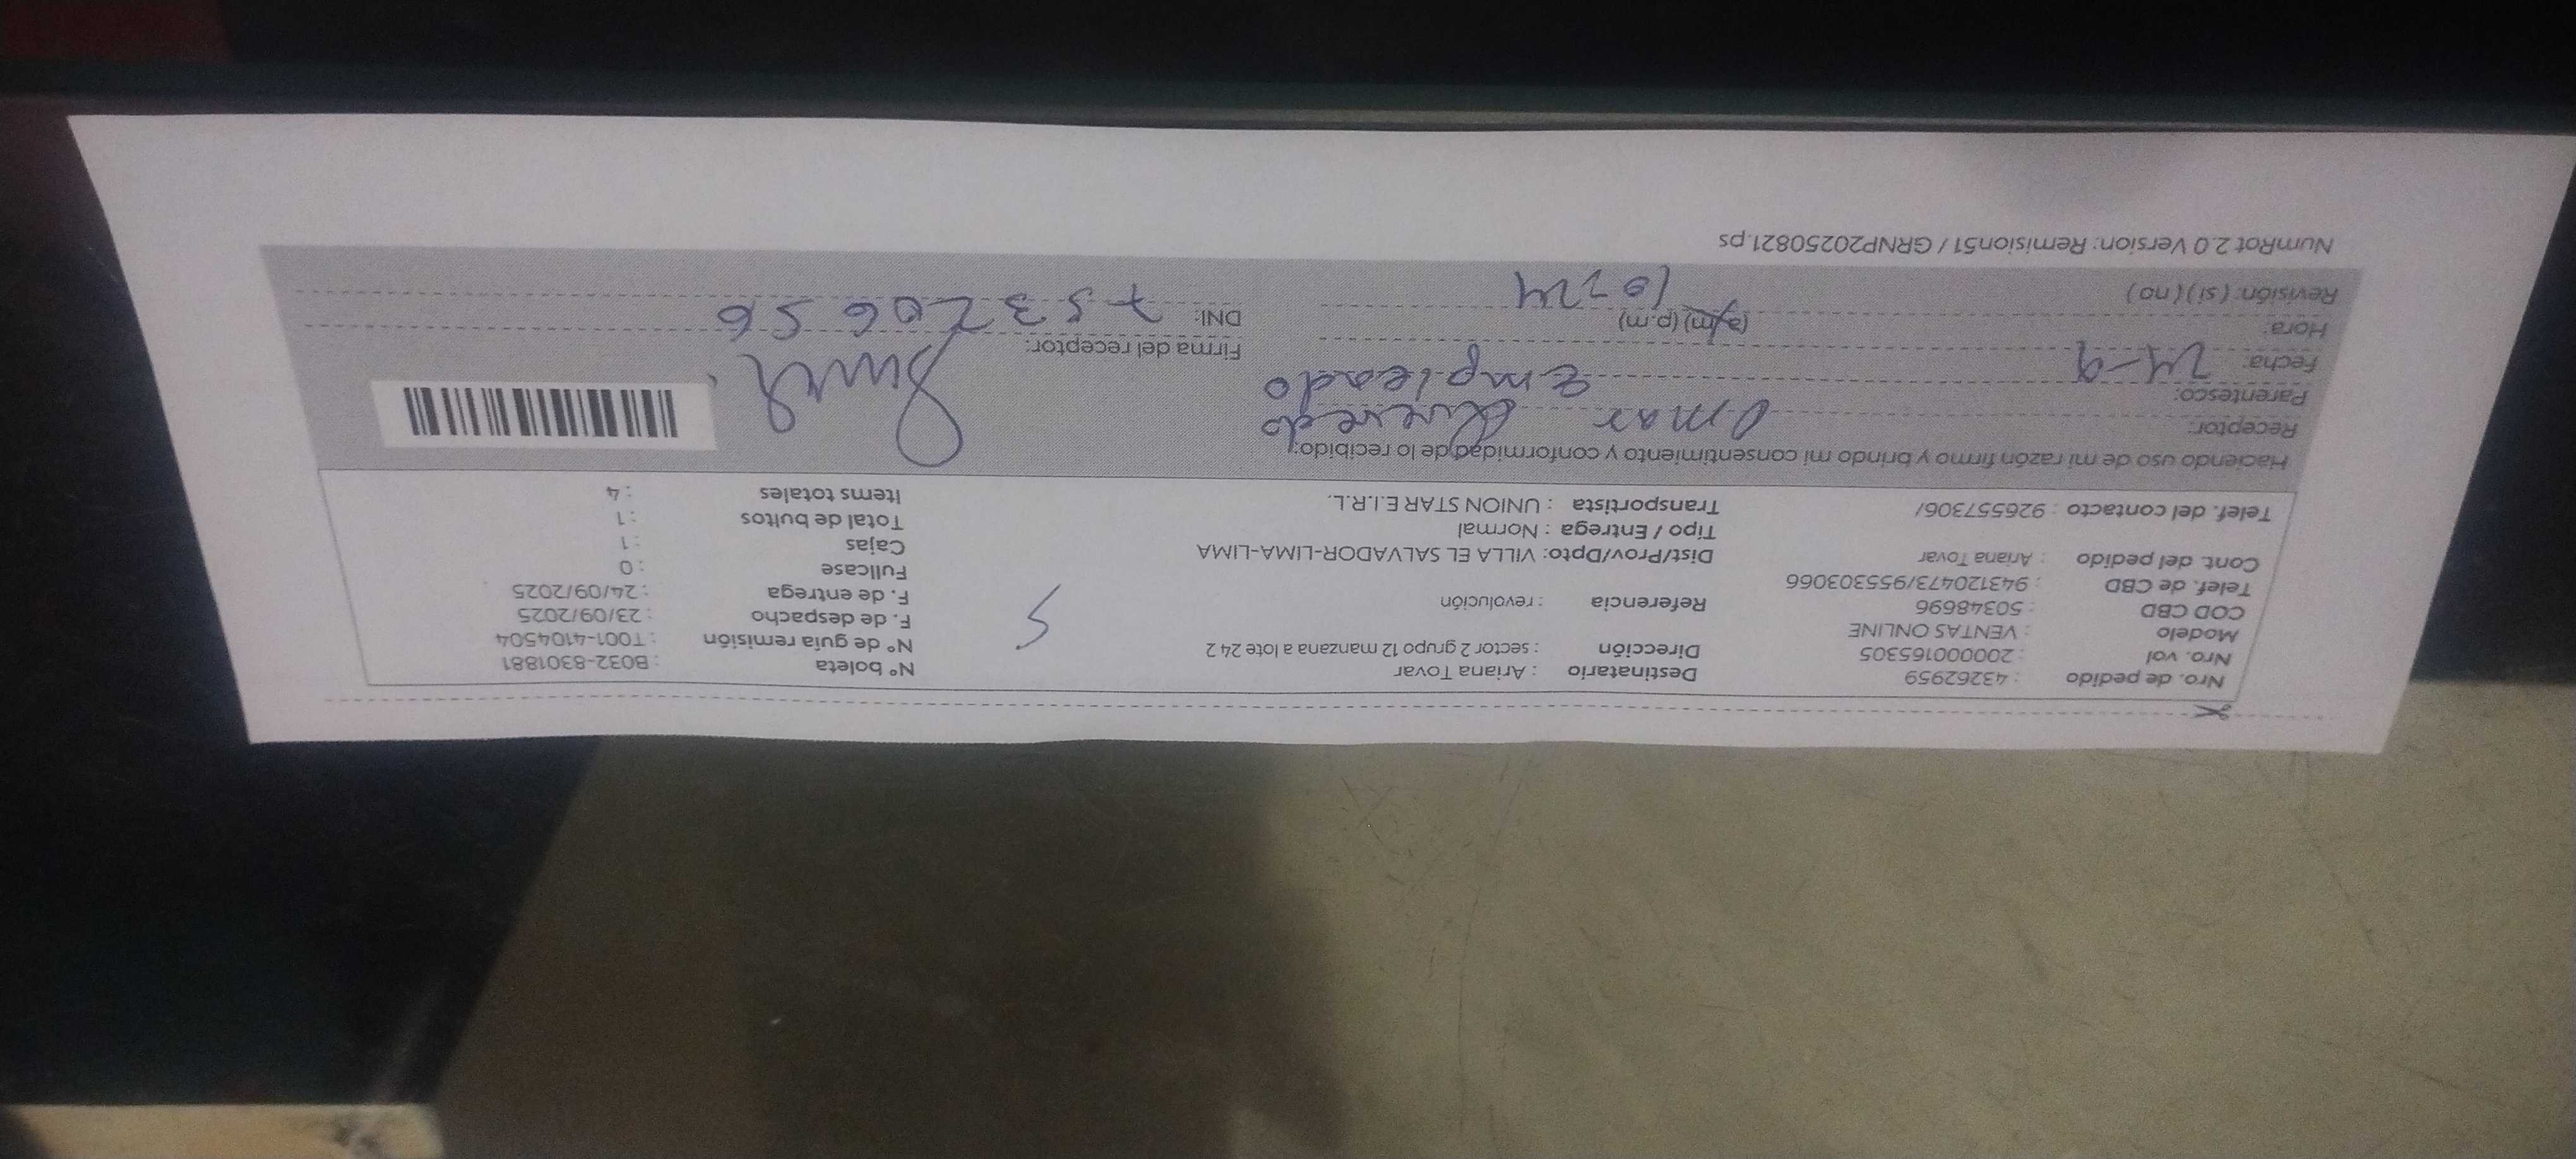 Nro. de pedido : 43262959
Nro. vol : 200000165305
Modelo : VENTAS ONLINE
COD CBD : 50348696
Telef. de CBD : 943120473/955303066
Cont. del pedido : Ariana Tovar
Telef. del contacto : 926557306/
Destinatario : Ariana Tovar
Dirección : sector 2 grupo 12 manzana a lote 24 2
Referencia : revolución
Dist/Prov/Dpto: VILLA EL SALVADOR-LIMA-LIMA
Tipo / Entrega : Normal
Transportista : UNION STAR E.I.R.L.
5
N° boleta : B032-8301881
N° de guía remisión : T001-4104504
F. de despacho : 23/09/2025
F. de entrega : 24/09/2025
Fullcase : 0
Cajas : 1
Total de bultos : 1
Items totales : 4
Haciendo uso de mi razón firmo y brindo mi consentimiento y conformidad de lo recibido:
Receptor: Omar
Parentesco: Empleado
Fecha: 24-9
Hora: (a.m) (p.m)
Revisión: ( si ) ( no ) 10:24
Firma del receptor:
DNI: 75320656
NumRot 2.0 Version: Remision51 / GRNP20250821.ps